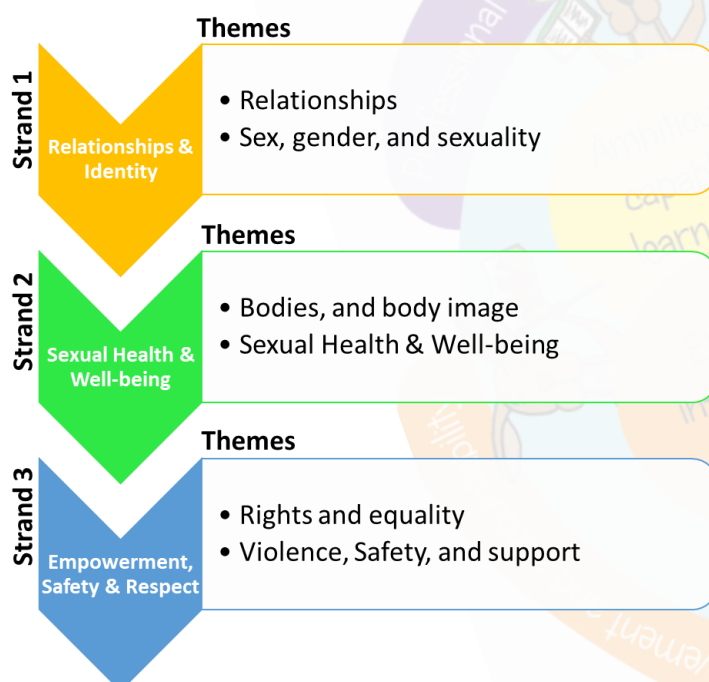 Themes
Strand 1
Relationships &
Identity
• Relationships
• Sex, gender, and sexuality
Themes
Strand 2
Sexual Health &
Well-being
• Bodies, and body image
• Sexual Health & Well-being
Themes
Strand 3
Empowerment,
Safety & Respect
• Rights and equality
• Violence, Safety, and support